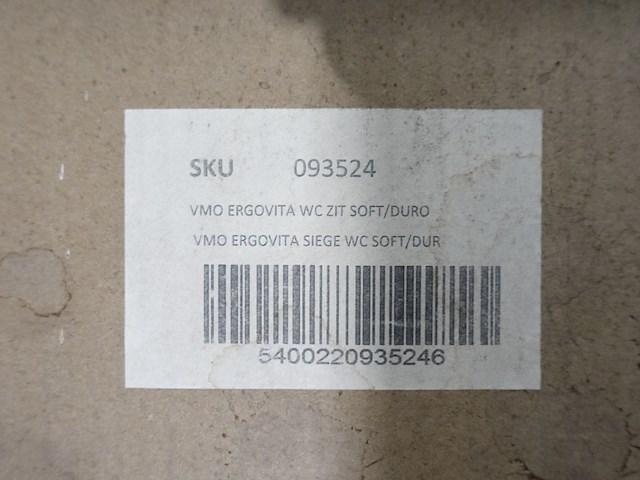 SKU 093524
VMO ERGOVITA WC ZIT SOFT/DURO
VMO ERGOVITA SIEGE WC SOFT/DUR
5400220935246